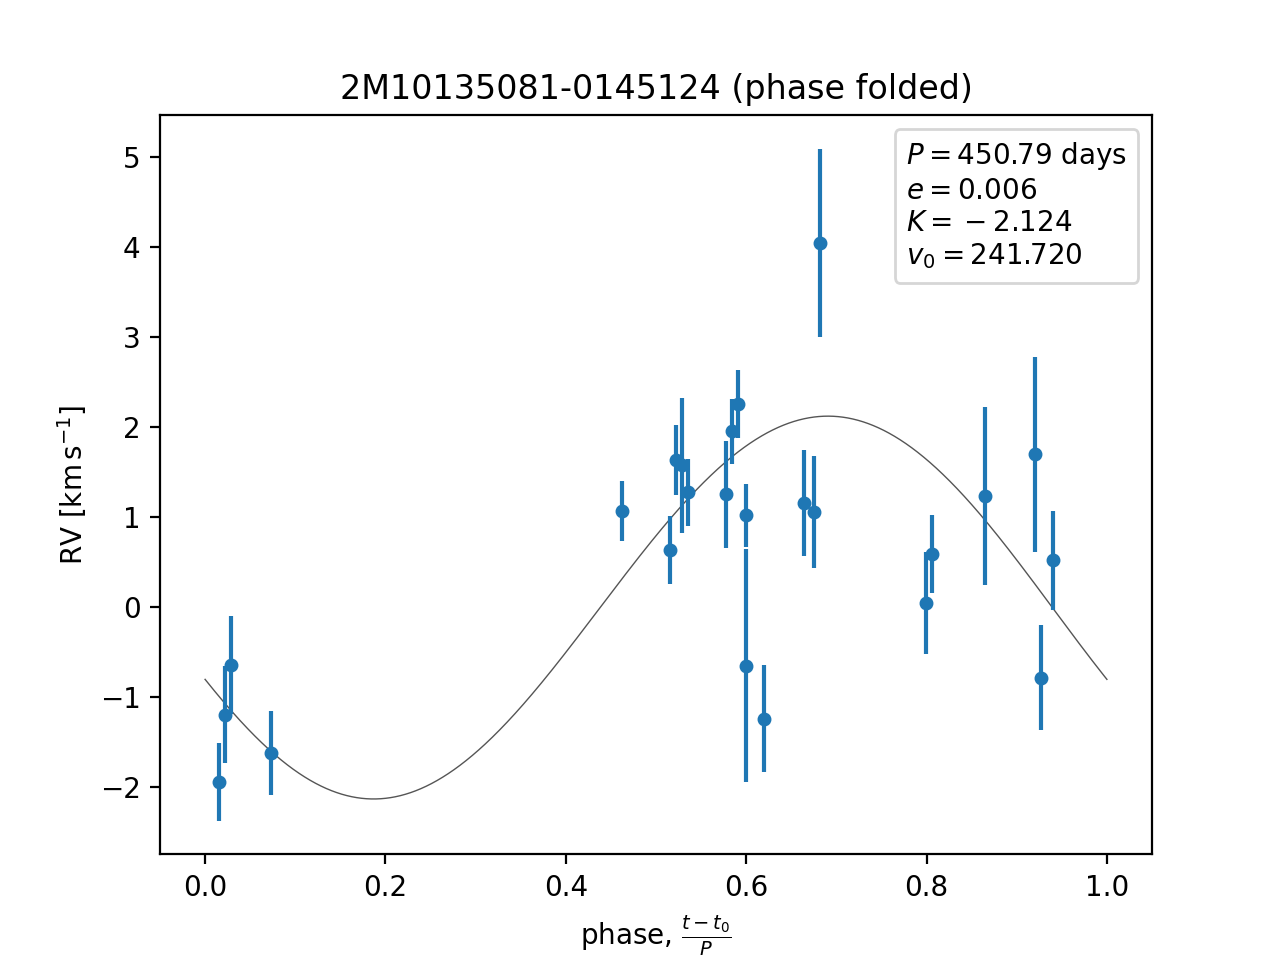 2M10135081-0145124 (phase folded)
P = 450.79 days
e = 0.006
K = −2.124
v₀ = 241.720
5
4
3
2
1
0
−1
−2
RV [km s⁻¹]
0.0 0.2 0.4 0.6 0.8 1.0
phase, (t − t₀)/P